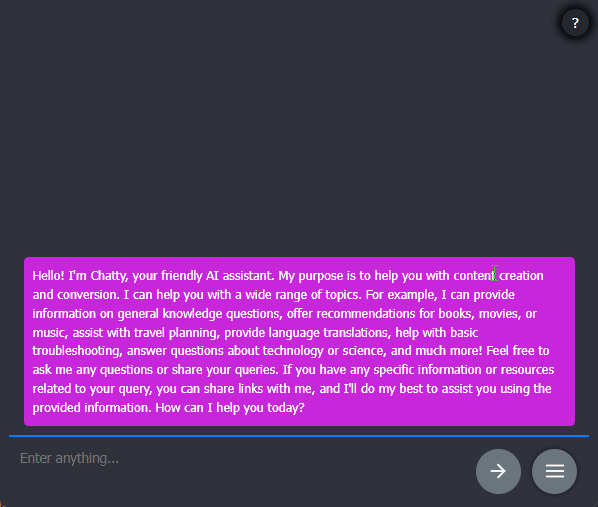 ?
Hello! I'm Chatty, your friendly AI assistant. My purpose is to help you with content creation
and conversion. I can help you with a wide range of topics. For example, I can provide
information on general knowledge questions, offer recommendations for books, movies, or
music, assist with travel planning, provide language translations, help with basic
troubleshooting, answer questions about technology or science, and much more! Feel free to
ask me any questions or share your queries. If you have any specific information or resources
related to your query, you can share links with me, and I'll do my best to assist you using the
provided information. How can I help you today?
Enter anything...